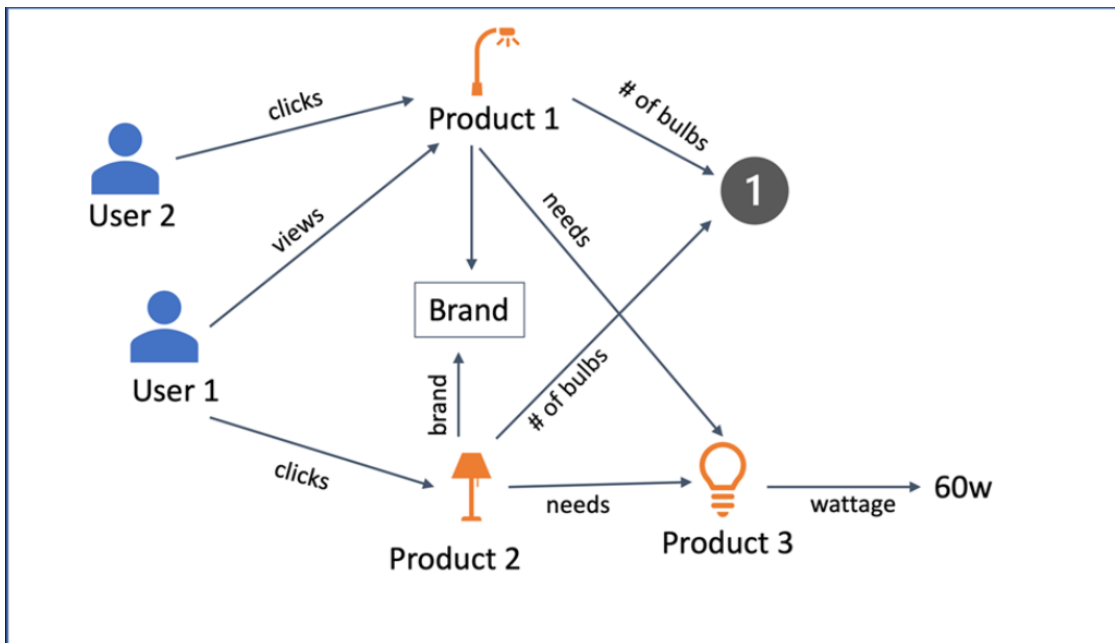 clicks
Product 1
# of bulbs
1
User 2
views
needs
Brand
User 1
brand
# of bulbs
clicks
Product 2
needs
Product 3
wattage
60w